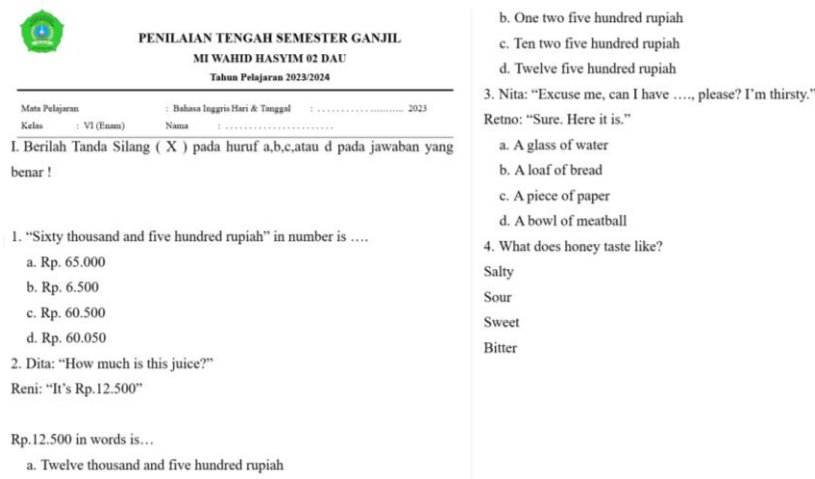 PENILAIAN TENGAH SEMESTER GANJIL
MI WAHID HASYIM 02 DAU
Tahun Pelajaran 2023/2024
Mata Pelajaran : Bahasa Inggris Hari & Tanggal : ........................ 2023
Kelas : VI (Enam) Nama : .......................
I. Berilah Tanda Silang ( X ) pada huruf a,b,c,atau d pada jawaban yang
benar !
1. “Sixty thousand and five hundred rupiah” in number is ….
a. Rp. 65.000
b. Rp. 6.500
c. Rp. 60.500
d. Rp. 60.050
2. Dita: “How much is this juice?”
Reni: “It’s Rp.12.500”
Rp.12.500 in words is…
a. Twelve thousand and five hundred rupiah
b. One two five hundred rupiah
c. Ten two five hundred rupiah
d. Twelve five hundred rupiah
3. Nita: “Excuse me, can I have …., please? I’m thirsty.”
Retno: “Sure. Here it is.”
a. A glass of water
b. A loaf of bread
c. A piece of paper
d. A bowl of meatball
4. What does honey taste like?
Salty
Sour
Sweet
Bitter